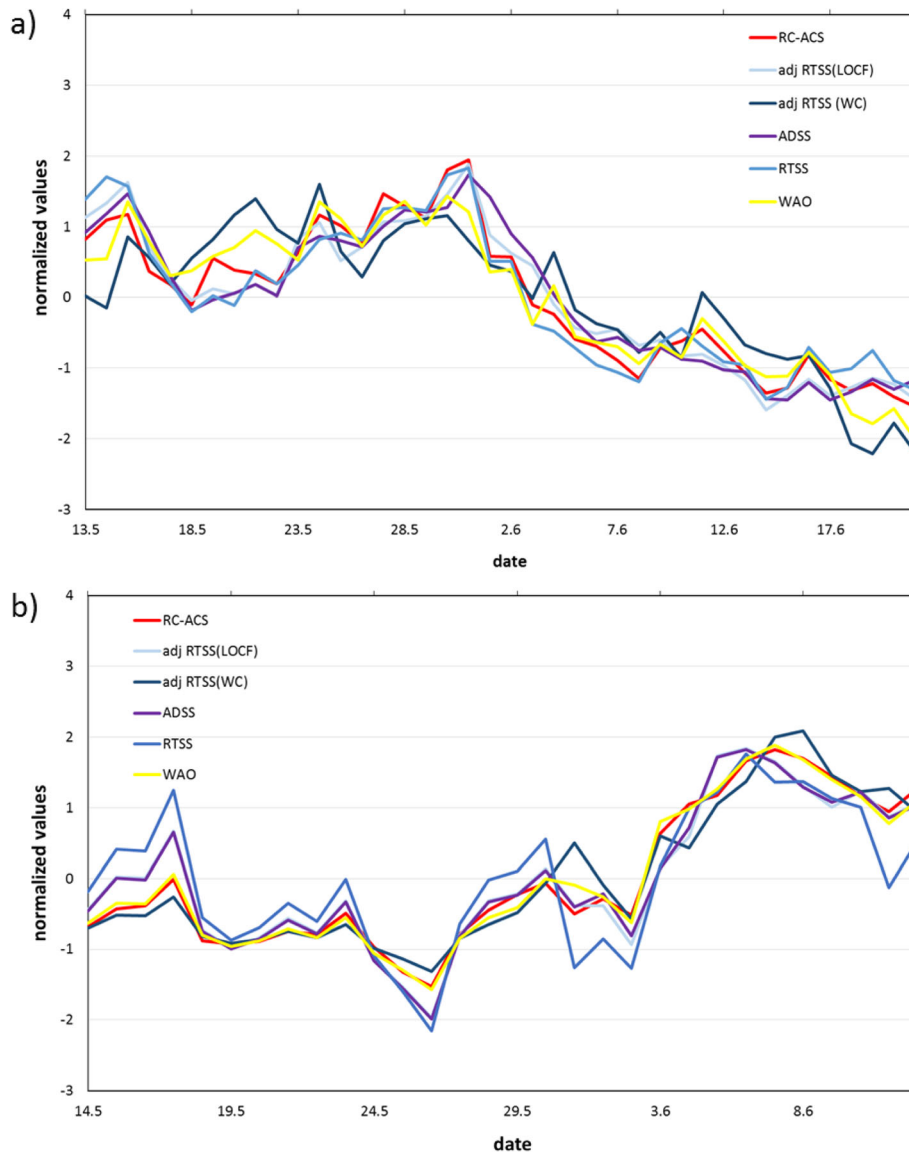 a)
4
3
2
1
0
-1
-2
-3
normalized values
RC-ACS
adj RTSS(LOCF)
adj RTSS (WC)
ADSS
RTSS
WAO
13.5 18.5 23.5 28.5 2.6 7.6 12.6 17.6
date
b)
4
3
2
1
0
-1
-2
-3
normalized values
RC-ACS
adj RTSS(LOCF)
adj RTSS(WC)
ADSS
RTSS
WAO
14.5 19.5 24.5 29.5 3.6 8.6
date